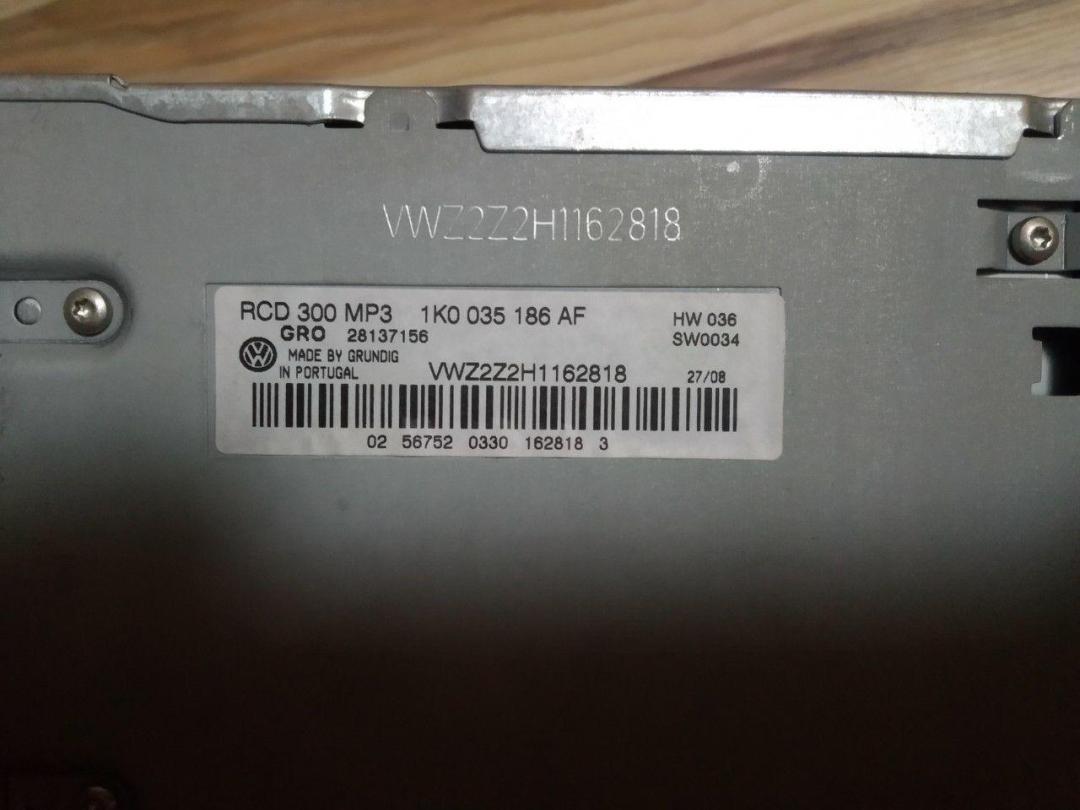 VWZ2Z2H1162818
RCD 300 MP3 1K0 035 186 AF HW 036
GRO 28137156 SW0034
MADE BY GRUNDIG
IN PORTUGAL VWZ2Z2H1162818 27/08
02 56752 0330 162818 3